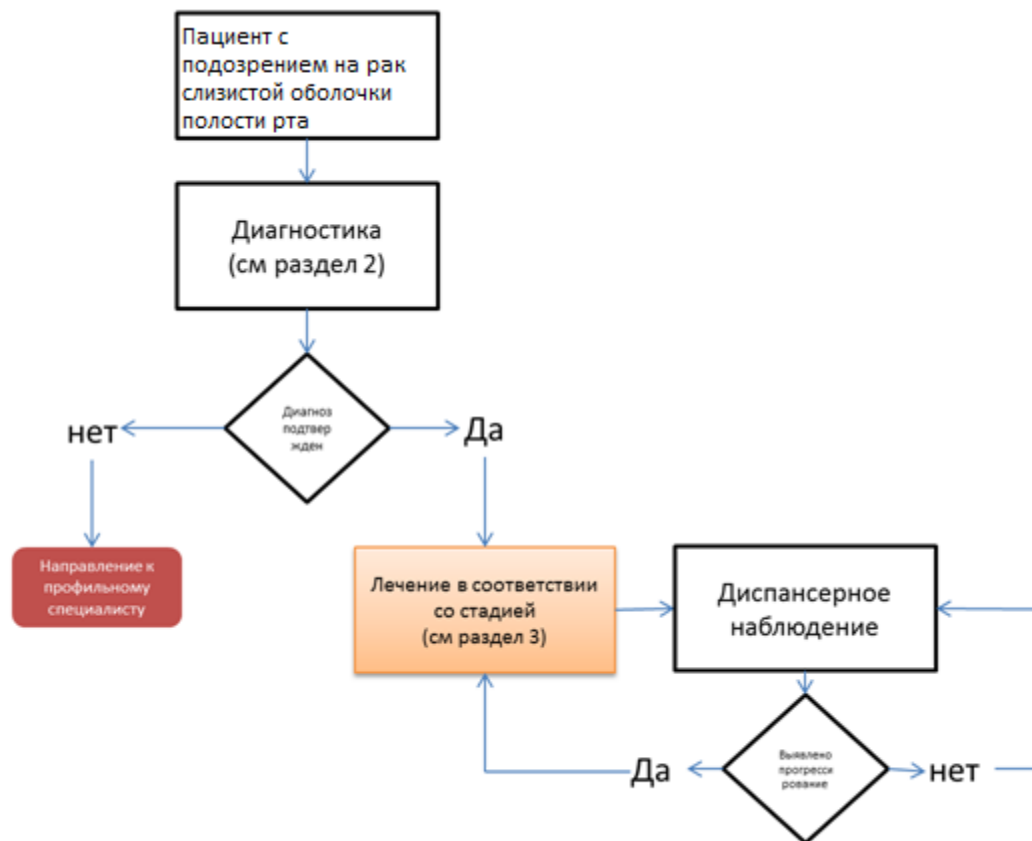 Пациент с
подозрением на рак
слизистой оболочки
полости рта
Диагностика
(см раздел 2)
Диагноз
подтвер
жден
нет
Да
Направление к
профильному
специалисту
Лечение в соответствии
со стадией
(см раздел 3)
Диспансерное
наблюдение
Выявлено
прогресси
рование
Да
нет